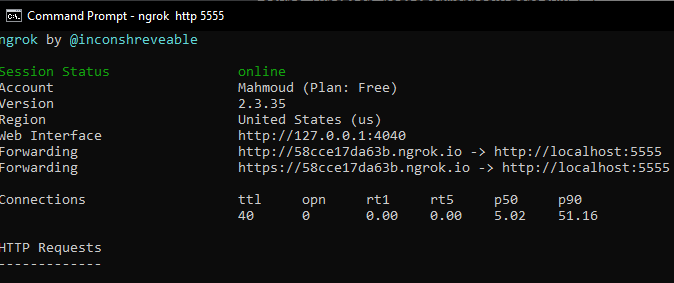 Command Prompt - ngrok http 5555
ngrok by @inconshreveable
Session Status online
Account Mahmoud (Plan: Free)
Version 2.3.35
Region United States (us)
Web Interface http://127.0.0.1:4040
Forwarding http://58cce17da63b.ngrok.io -> http://localhost:5555
Forwarding https://58cce17da63b.ngrok.io -> http://localhost:5555
Connections ttl opn rt1 rt5 p50 p90
40 0 0.00 0.00 5.02 51.16
HTTP Requests
-------------